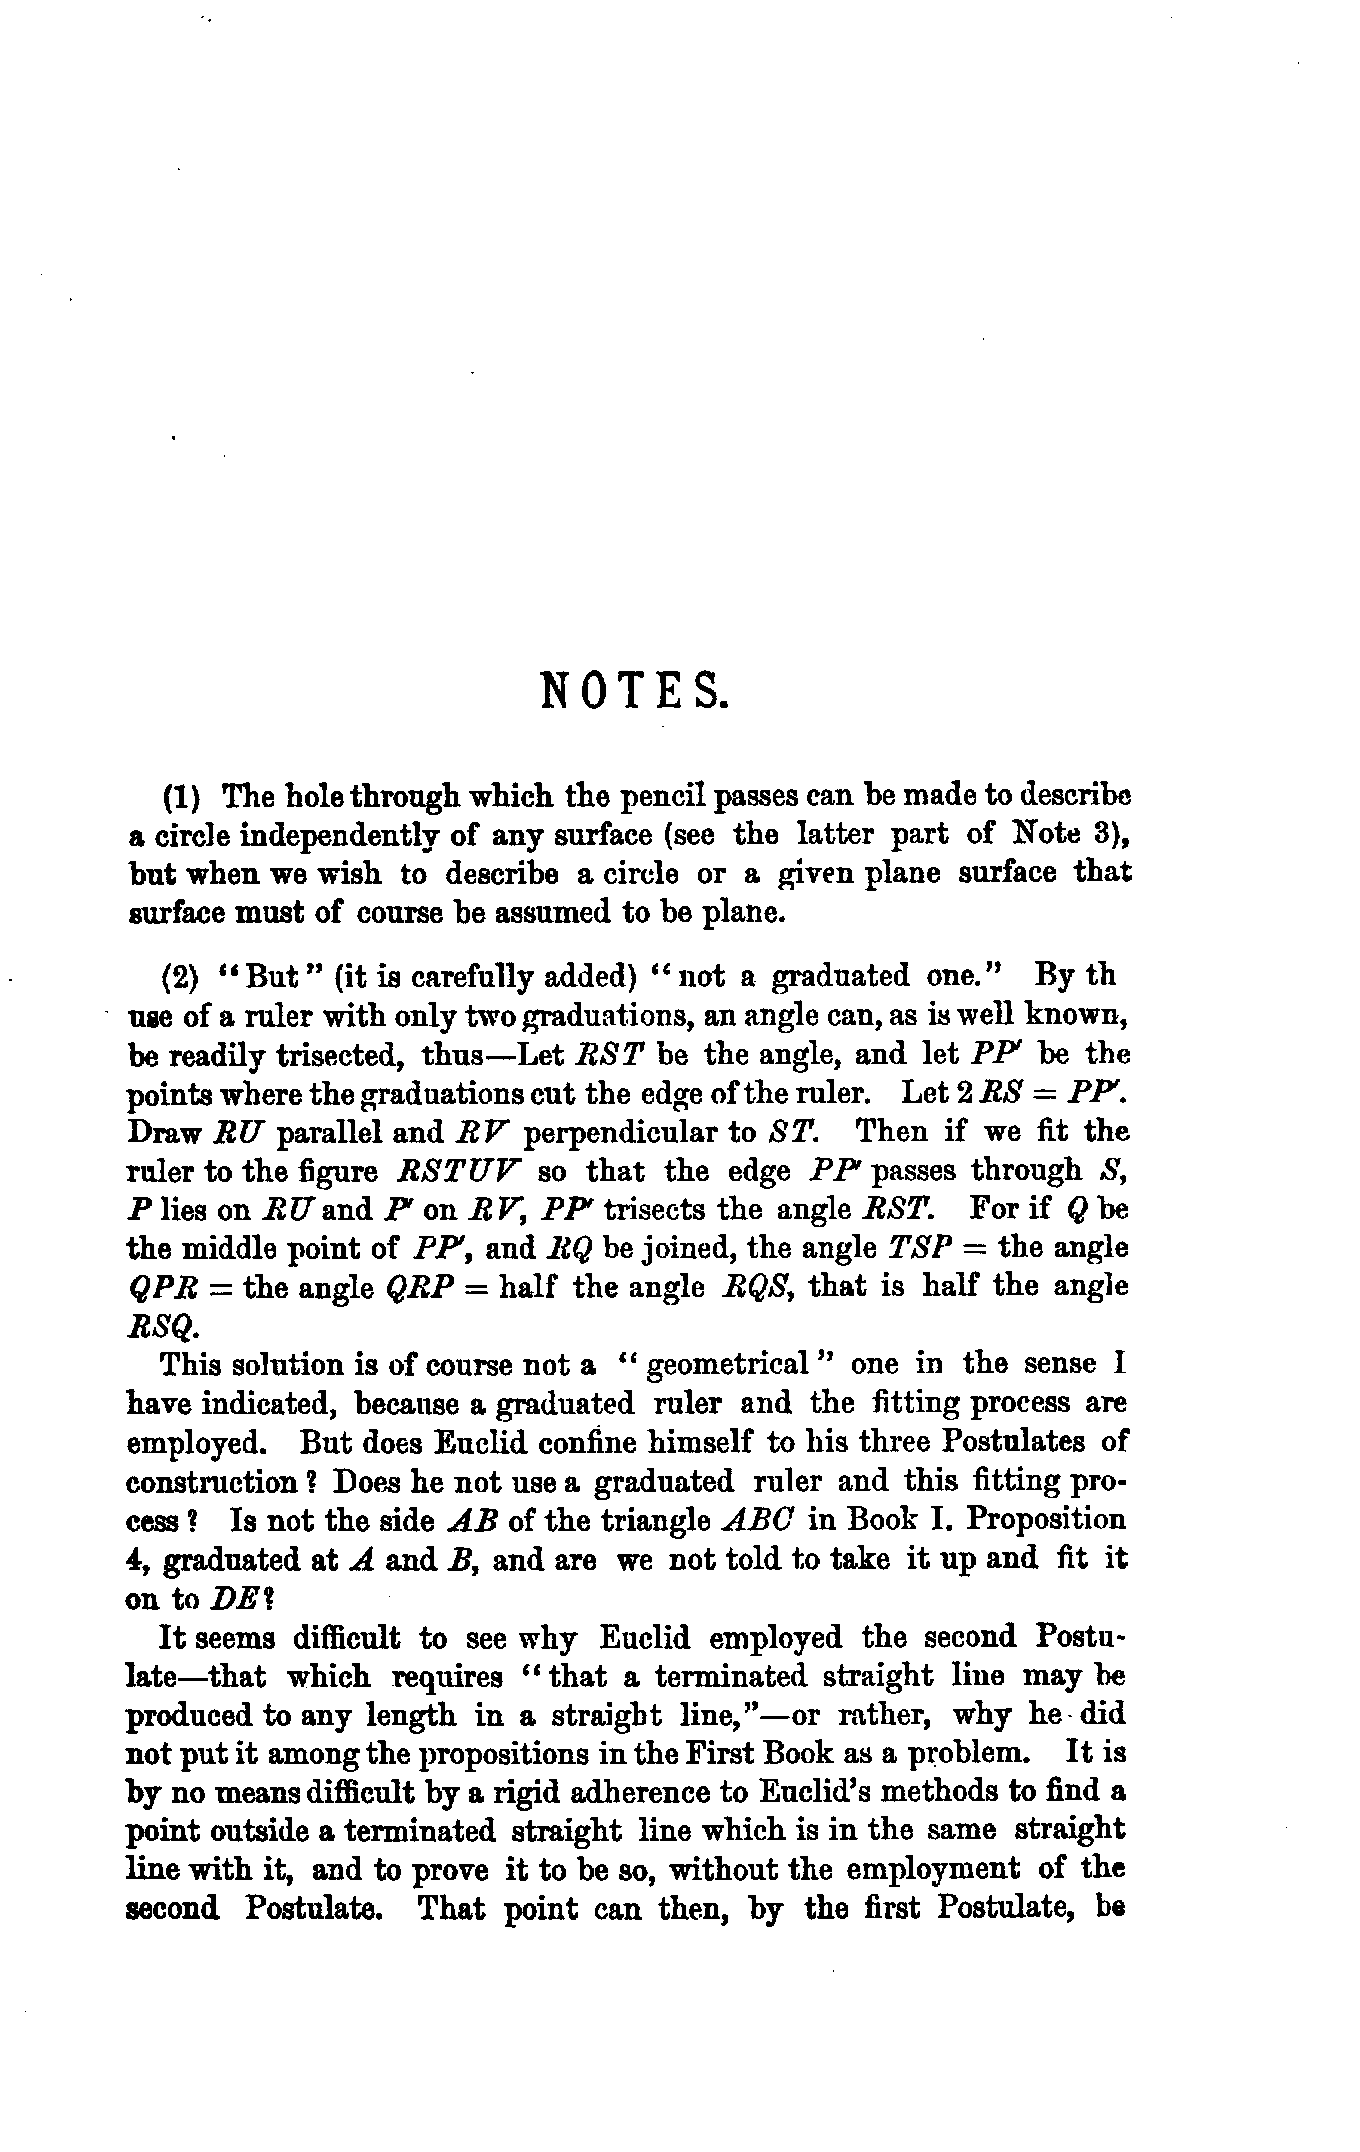 NOTES.
(1) The hole through which the pencil passes can be made to describe
a circle independently of any surface (see the latter part of Note 3),
but when we wish to describe a circle or a given plane surface that
surface must of course be assumed to be plane.
(2) “But” (it is carefully added) “not a graduated one.” By th
use of a ruler with only two graduations, an angle can, as is well known,
be readily trisected, thus—Let RST be the angle, and let PP′ be the
points where the graduations cut the edge of the ruler. Let 2 RS = PP′.
Draw RU parallel and RV perpendicular to ST. Then if we fit the
ruler to the figure RSTUV so that the edge PP′ passes through S,
P lies on RU and P′ on RV, PP′ trisects the angle RST. For if Q be
the middle point of PP′, and RQ be joined, the angle TSP = the angle
QPR = the angle QRP = half the angle RQS, that is half the angle
RSQ.
This solution is of course not a “geometrical” one in the sense I
have indicated, because a graduated ruler and the fitting process are
employed. But does Euclid confine himself to his three Postulates of
construction? Does he not use a graduated ruler and this fitting pro-
cess? Is not the side AB of the triangle ABC in Book I. Proposition
4, graduated at A and B, and are we not told to take it up and fit it
on to DE?
It seems difficult to see why Euclid employed the second Postu-
late—that which requires “that a terminated straight line may be
produced to any length in a straight line,”—or rather, why he did
not put it among the propositions in the First Book as a problem. It is
by no means difficult by a rigid adherence to Euclid's methods to find a
point outside a terminated straight line which is in the same straight
line with it, and to prove it to be so, without the employment of the
second Postulate. That point can then, by the first Postulate, be